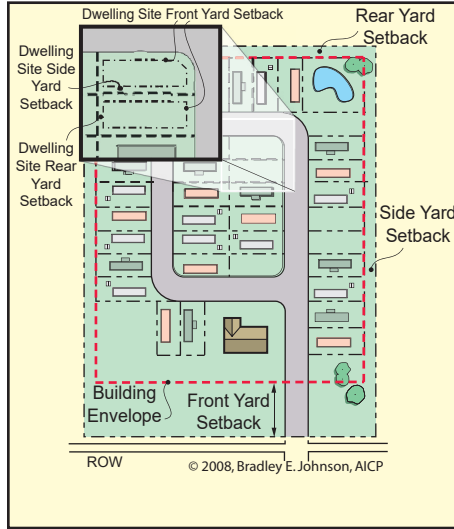 Dwelling Site Front Yard Setback
Rear Yard
Setback
Dwelling
Site Side
Yard
Setback
Dwelling
Site Rear
Yard
Setback
Side Yard
Setback
Building
Envelope
Front Yard
Setback
ROW
© 2008, Bradley E. Johnson, AICP